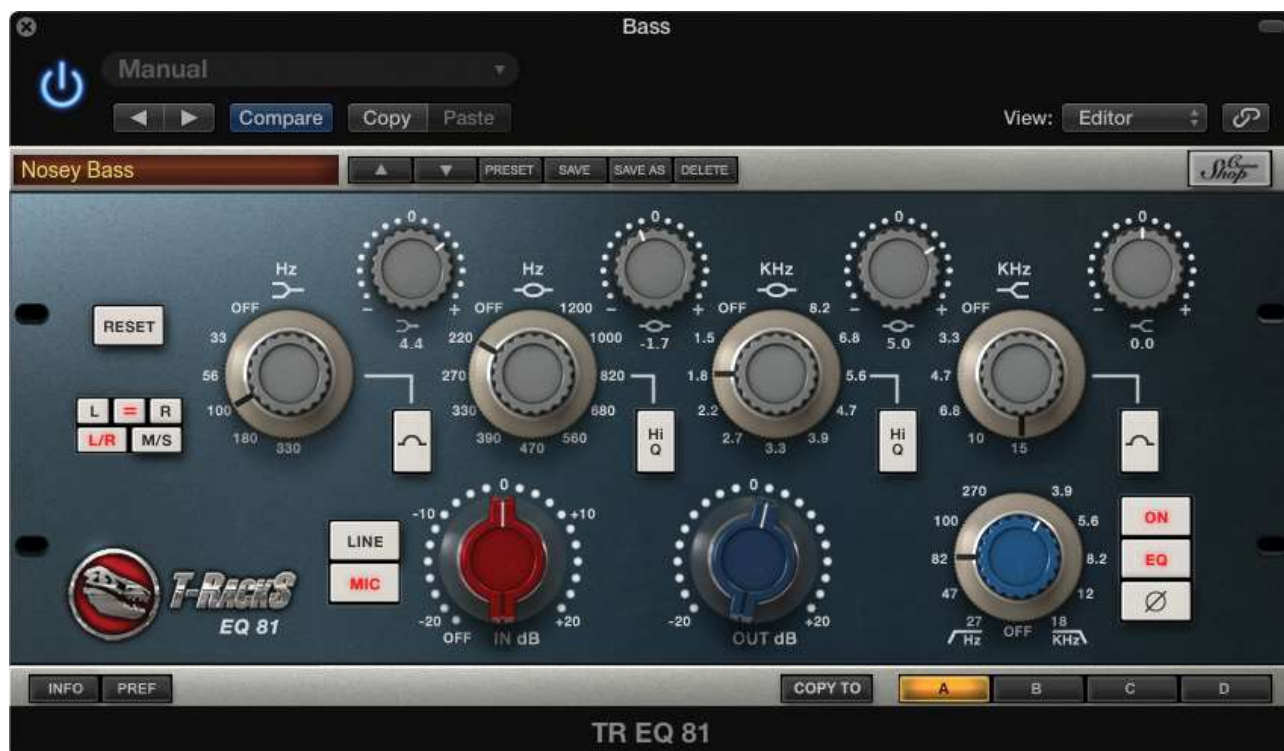 Bass
Manual
Compare Copy Paste View: Editor
Nosey Bass PRESET SAVE SAVE AS DELETE Custom Shop
0 0 0 0
Hz Hz KHz KHz
- + - + - + - +
4.4 -1.7 5.0 0.0
RESET
OFF 33 56 100 180 330
OFF 220 270 330 390 470 560 680 820 1000 1200
OFF 1.5 1.8 2.2 2.7 3.3 3.9 4.7 5.6 6.8 8.2
OFF 3.3 4.7 6.8 10 15
L = R
L/R M/S
Hi Q
Hi Q
LINE
MIC
-20 -10 0 +10 +20
OFF IN dB
-20 0 +20
OUT dB
27 Hz 47 82 100 270
3.9 5.6 8.2 12 18 KHz
OFF
ON
EQ
Ø
T-RackS
EQ 81
INFO PREF COPY TO A B C D
TR EQ 81